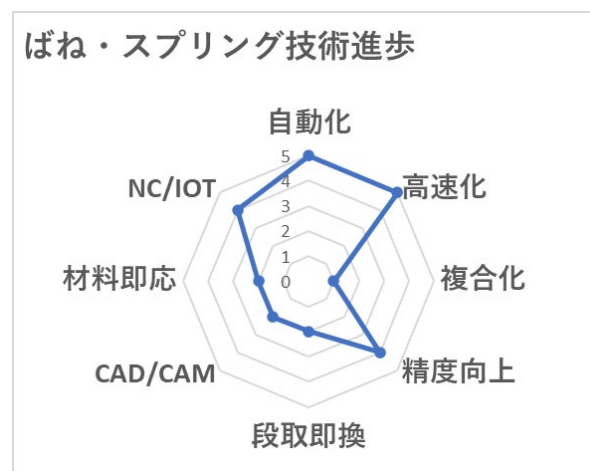 ばね・スプリング技術進歩
自動化
5
4
3
2
1
0
NC/IOT
高速化
材料即応
複合化
CAD/CAM
精度向上
段取即換